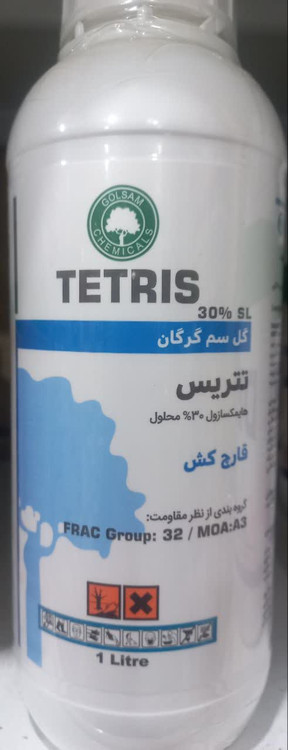 GOLSAM
CHEMICALS
TETRIS
30% SL
گل سم گرگان
تتریس
هایمکسازول ۳۰% محلول
قارچ کش
گروه بندی از نظر مقاومت:
FRAC Group: 32 / MOA:A3
1 Litre